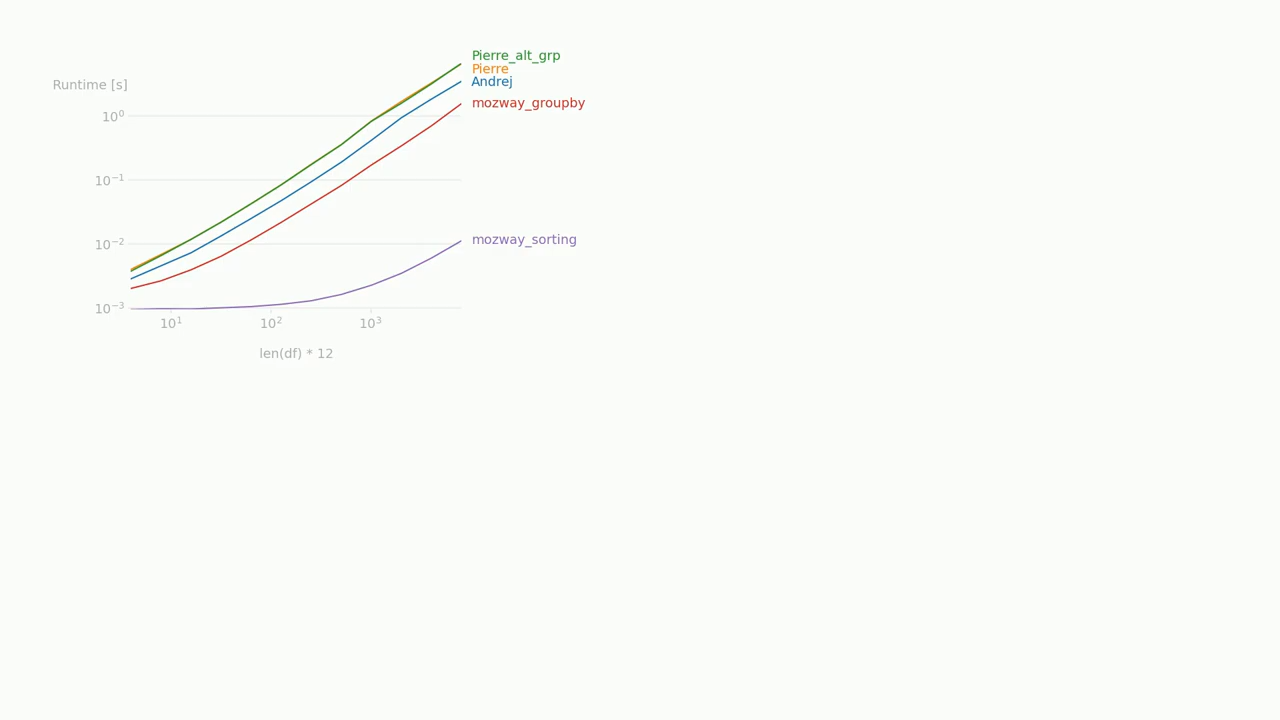 Pierre_alt_grp
Pierre
Andrej
Runtime [s]
mozway_groupby
10⁰
10⁻¹
10⁻²
mozway_sorting
10⁻³
10¹ 10² 10³
len(df) * 12